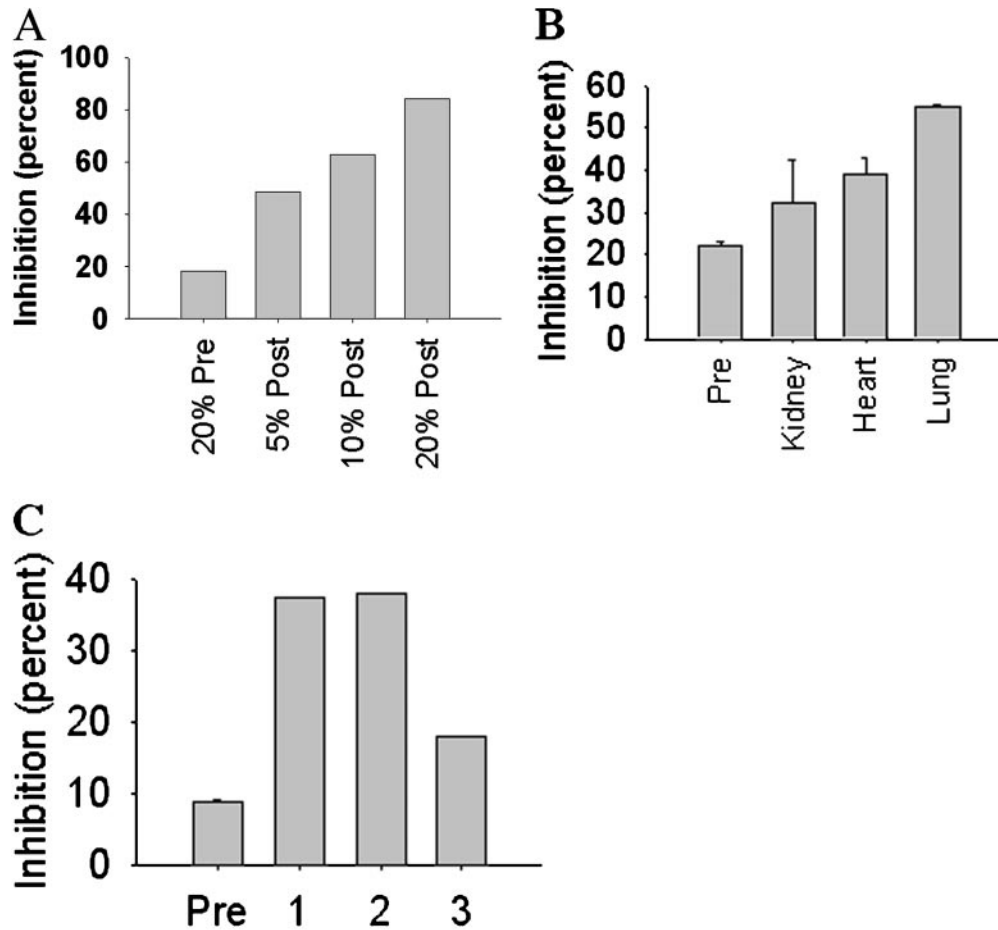 A
Inhibition (percent)
100
80
60
40
20
0
20% Pre
5% Post
10% Post
20% Post
B
Inhibition (percent)
60
50
40
30
20
10
0
Pre
Kidney
Heart
Lung
C
Inhibition (percent)
40
30
20
10
0
Pre 1 2 3